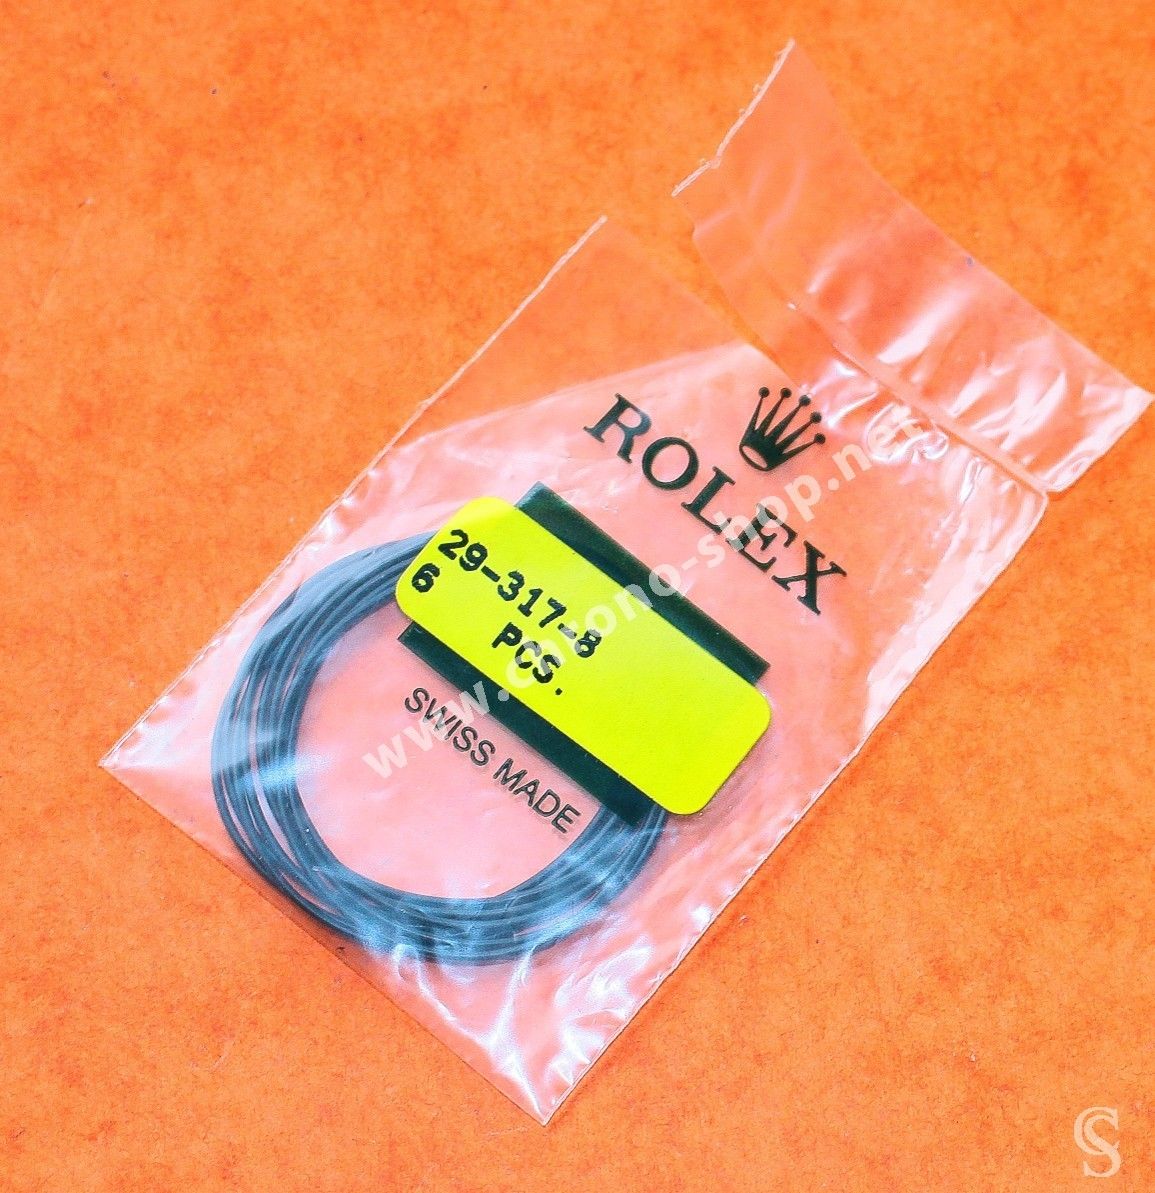 ROLEX
29-317-8
6 PCS.
SWISS MADE
www.chrono-shop.net